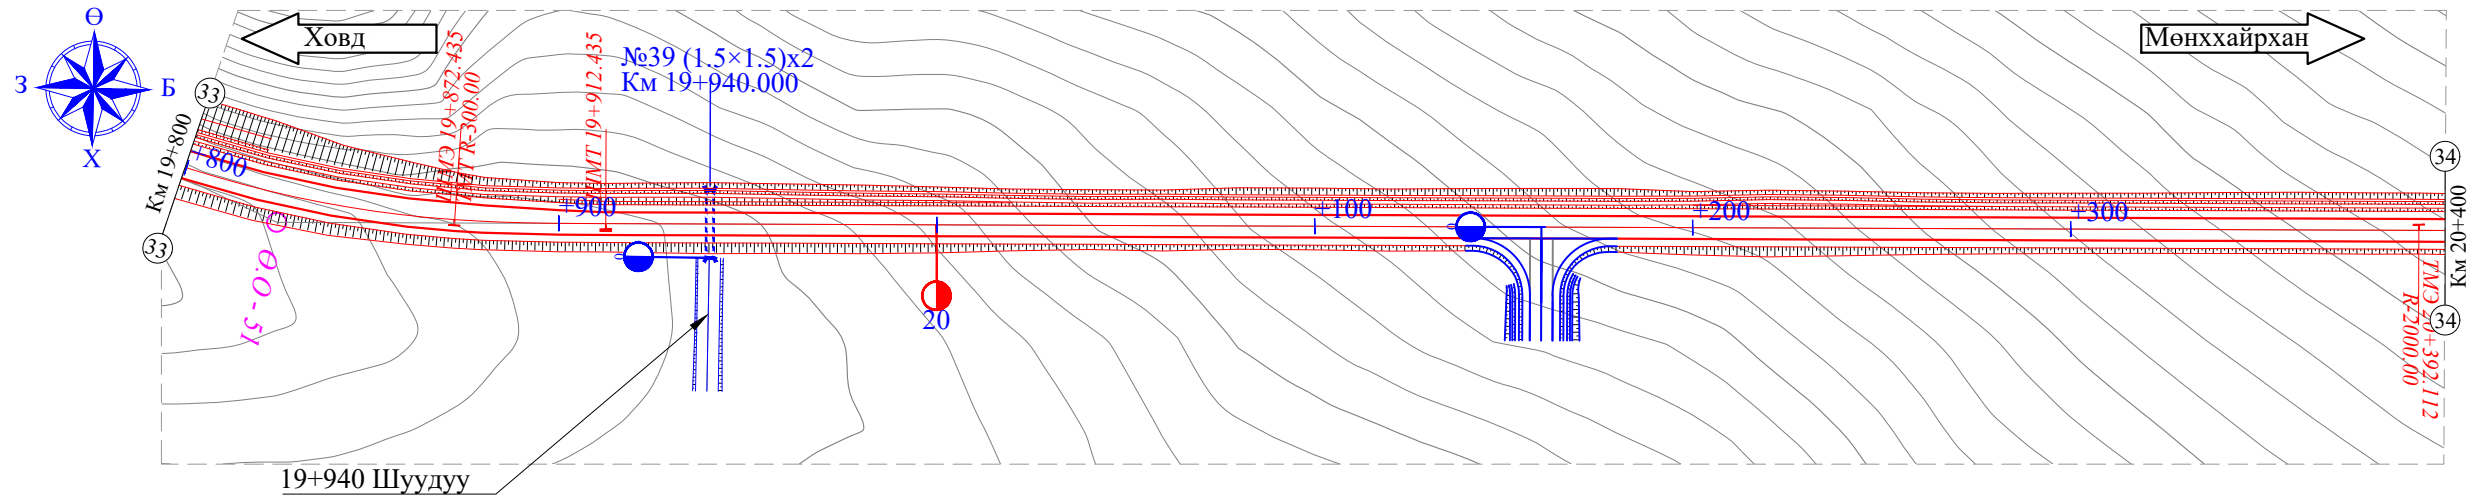 Ө
З
Б
Х
Ховд
Мөнххайрхан
33
Км 19+800
33
+800
19+872.435
R-300.00
НМТ 19+912.435
№39 (1.5×1.5)x2
Км 19+940.000
+900
20
+100
+200
+300
Ө.О - 51
19+940 Шуудуу
34
Км 20+400
34
ТМЭ 20+392.112
R-2000.00